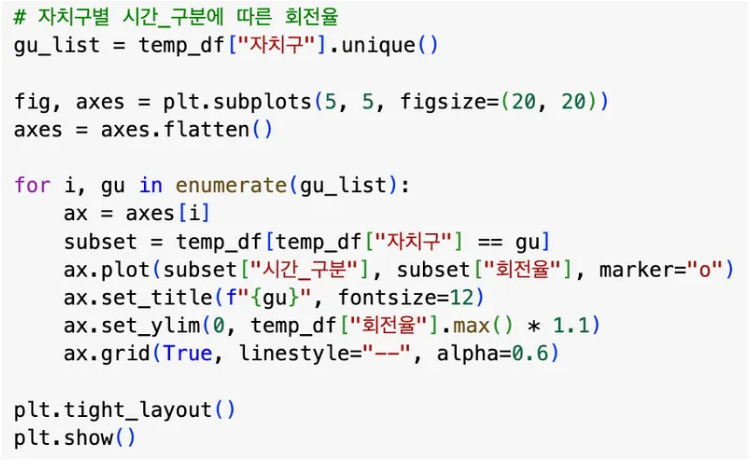 # 자치구별 시간_구분에 따른 회전율
gu_list = temp_df["자치구"].unique()

fig, axes = plt.subplots(5, 5, figsize=(20, 20))
axes = axes.flatten()

for i, gu in enumerate(gu_list):
    ax = axes[i]
    subset = temp_df[temp_df["자치구"] == gu]
    ax.plot(subset["시간_구분"], subset["회전율"], marker="o")
    ax.set_title(f"{gu}", fontsize=12)
    ax.set_ylim(0, temp_df["회전율"].max() * 1.1)
    ax.grid(True, linestyle="--", alpha=0.6)

plt.tight_layout()
plt.show()